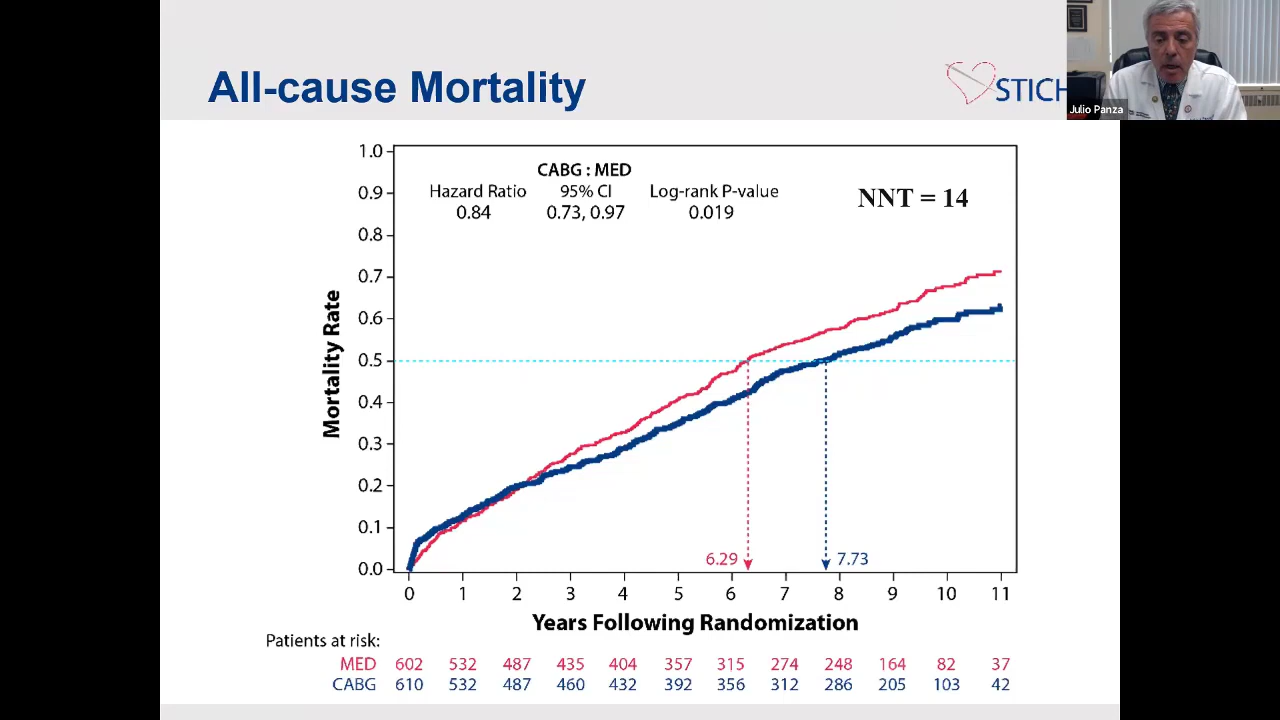 All-cause Mortality
STICH
Julio Panza
CABG : MED
Hazard Ratio 95% CI Log-rank P-value
0.84 0.73, 0.97 0.019
NNT = 14
Mortality Rate
1.0
0.9
0.8
0.7
0.6
0.5
0.4
0.3
0.2
0.1
0.0
6.29 7.73
0 1 2 3 4 5 6 7 8 9 10 11
Years Following Randomization
Patients at risk:
MED 602 532 487 435 404 357 315 274 248 164 82 37
CABG 610 532 487 460 432 392 356 312 286 205 103 42